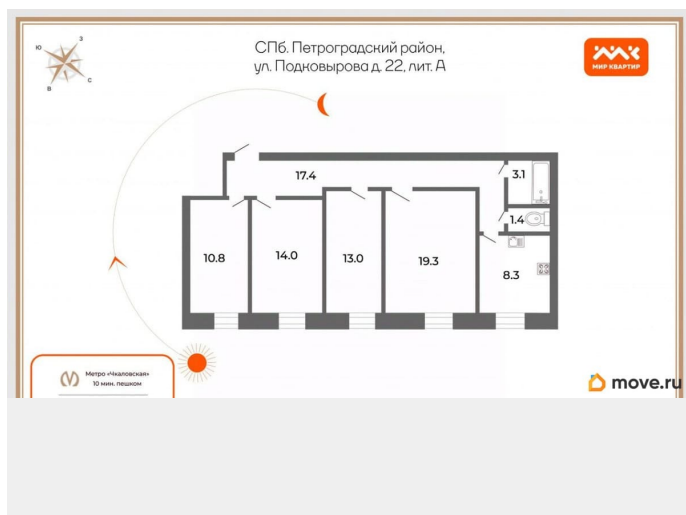 СПб. Петроградский район,
ул. Подковырова д. 22, лит. А
МИР КВАРТИР
ю
з
в
с
17.4
3.1
1.4
10.8
14.0
13.0
19.3
8.3
Метро «Чкаловская»
10 мин. пешком
move.ru